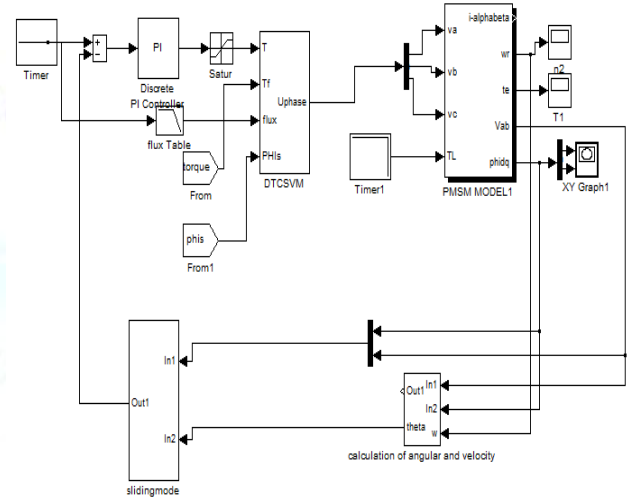 Timer
+
−
PI
Discrete
PI Controller
Satur
flux Table
torque
From
phis
From1
T
Tf
flux
PHIs
Uphase
DTCSVM
Timer1
va
vb
vc
TL
i-alphabeta
wr
te
Vab
phidq
PMSM MODEL1
n2
T1
XY Graph1
In1
In2
Out1
slidingmode
Out1
theta
In1
In2
w
calculation of angular and velocity